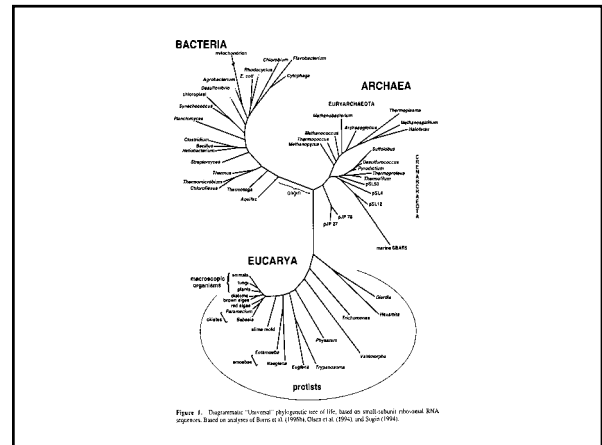 BACTERIA
mitochondrion
Chlorobium
Flavobacterium
Rhodocyclus
E. coli
Cytophaga
Agrobacterium
Desulfovibrio
chloroplast
Synechococcus
Planctomyces
Clostridium
Bacillus
Heliobacterium
Streptomyces
Thermus
Thermomicrobium
Chloroflexus
Thermotoga
Aquifex
Origin
ARCHAEA
EURYARCHAEOTA
Methanobacterium
Thermoplasma
Archaeoglobus
Methanospirillum
Haloferax
Methanococcus
Thermococcus
Methanopyrus
Sulfolobus
Desulfurococcus
Pyrodictium
Thermoproteus
Thermofilum
pSL50
pSL4
pSL12
CRENARCHAEOTA
pJP 78
pJP 27
marine SBAR5
EUCARYA
macroscopic
organisms
animals
fungi
plants
diatoms
brown algae
red algae
Paramecium
ciliates
Babesia
slime mold
Entamoeba
amoebae
Naegleria
Euglena
Trypanosoma
Physarum
Vairimorpha
Trichomonas
Hexamita
Giardia
protists
Figure 1. Diagrammatic "Universal" phylogenetic tree of life, based on small-subunit ribosomal RNA
sequences. Based on analyses of Barns et al. (1996b), Olsen et al. (1994), and Sogin (1994).